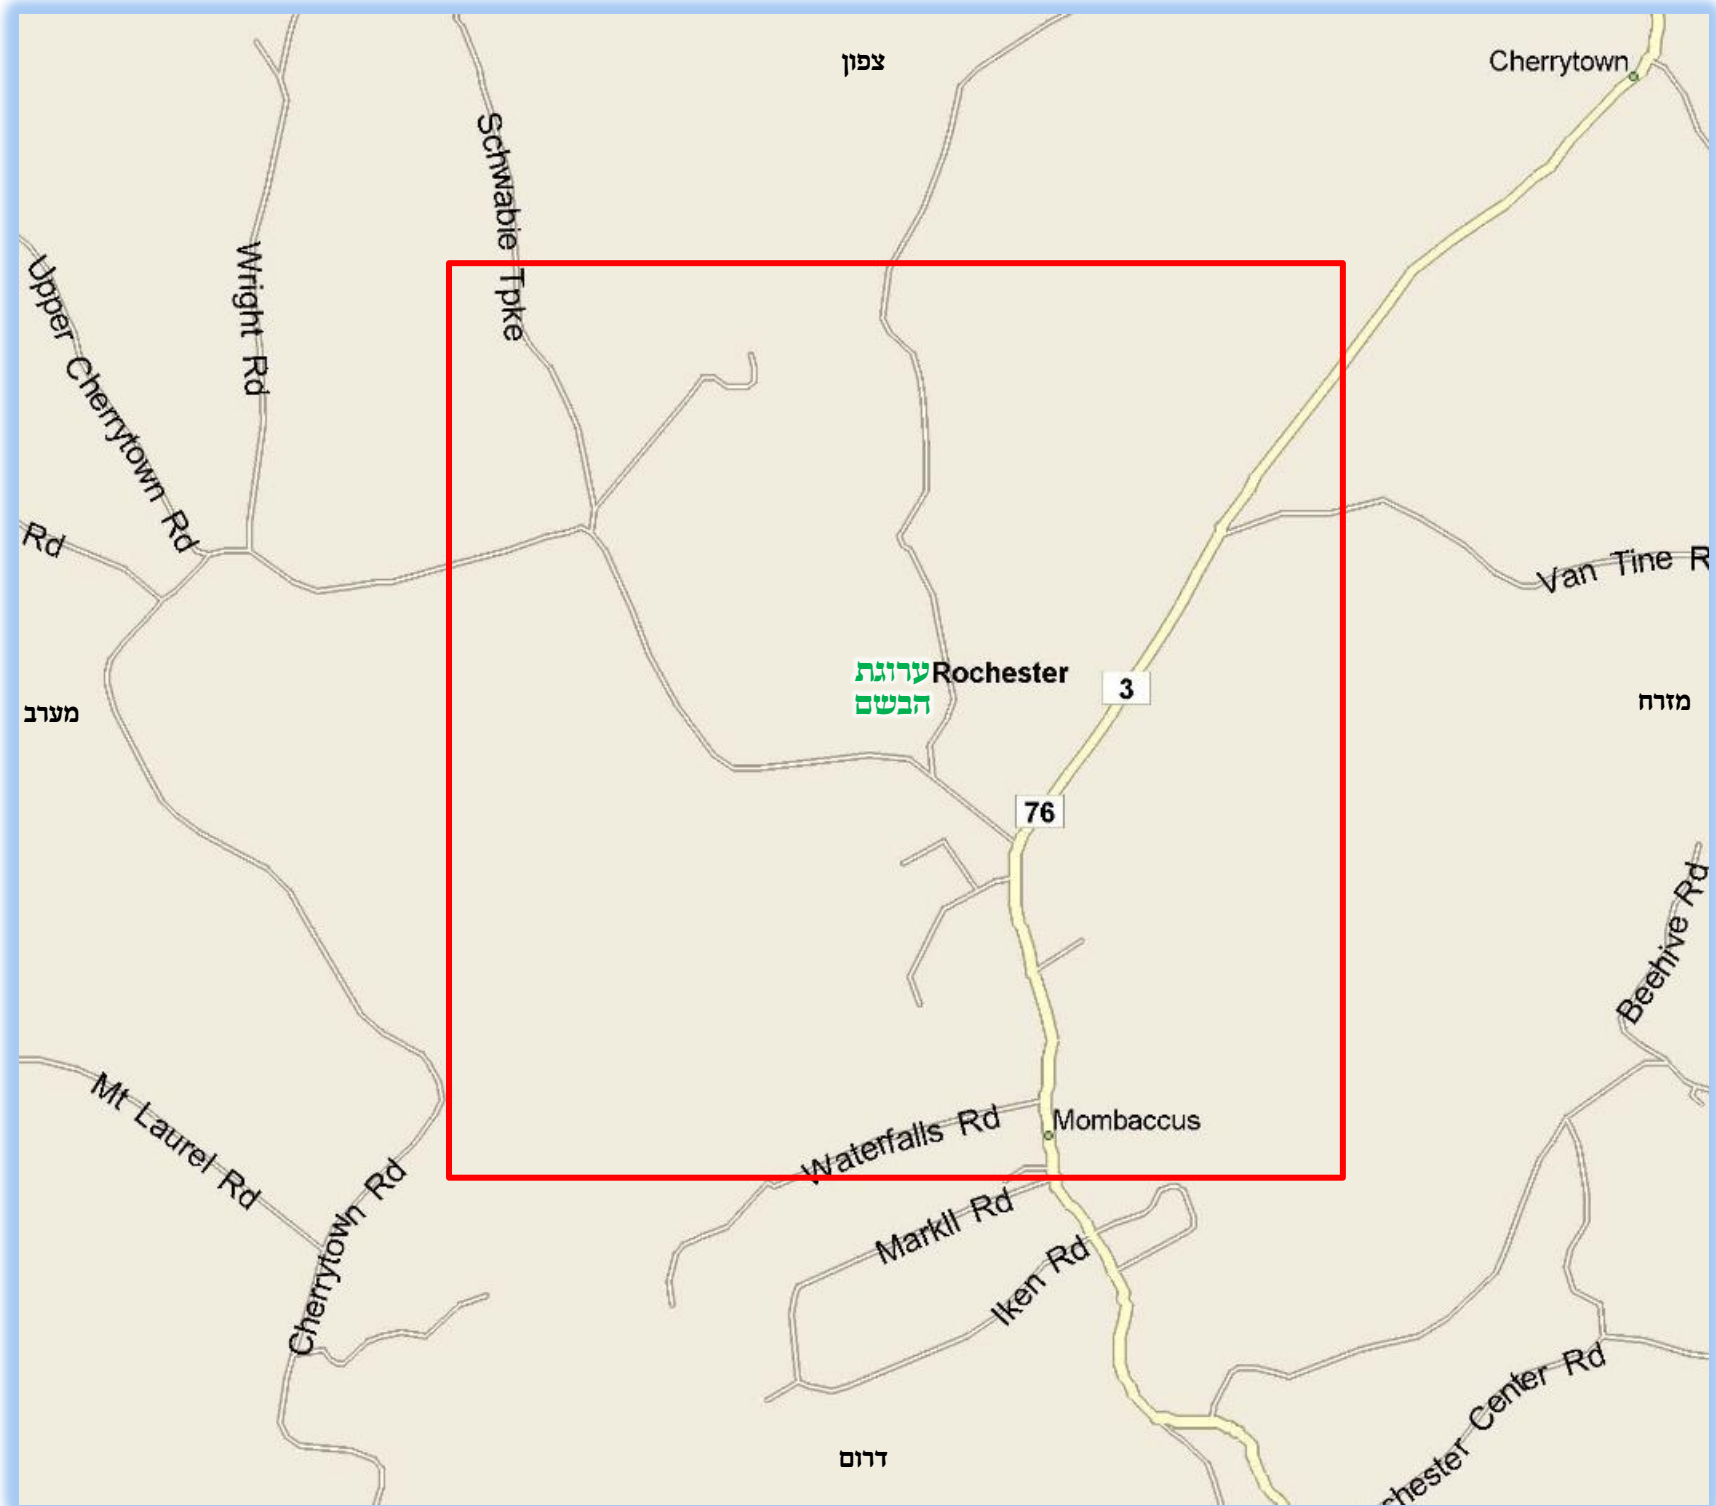 צפון
Cherrytown
Schwabie Tpke
Wright Rd
Upper Cherrytown Rd
Rd
Van Tine R
ערוגת
הבשם
Rochester
3
מערב
מזרח
76
Beehive Rd
Mt Laurel Rd
Waterfalls Rd
Mombaccus
Cherrytown Rd
Markll Rd
Iken Rd
chester Center Rd
דרום